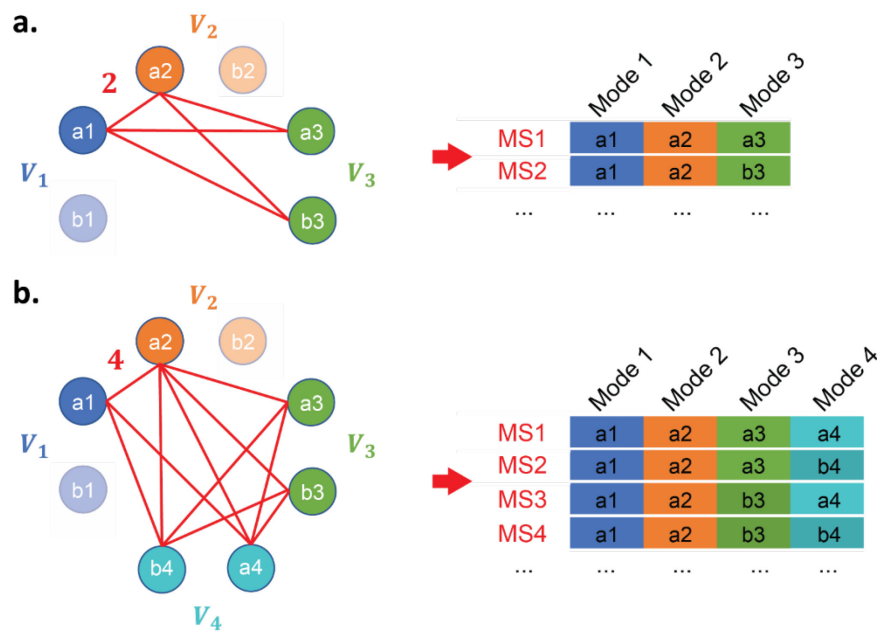 a.
V₂
a2
b2
2
a1
a3
V₁
V₃
b1
b3
Mode 1
Mode 2
Mode 3
MS1 a1 a2 a3
MS2 a1 a2 b3
... ... ... ...
b.
V₂
a2
b2
4
a1
a3
V₁
V₃
b1
b3
b4
a4
V₄
Mode 1
Mode 2
Mode 3
Mode 4
MS1 a1 a2 a3 a4
MS2 a1 a2 a3 b4
MS3 a1 a2 b3 a4
MS4 a1 a2 b3 b4
... ... ... ... ...